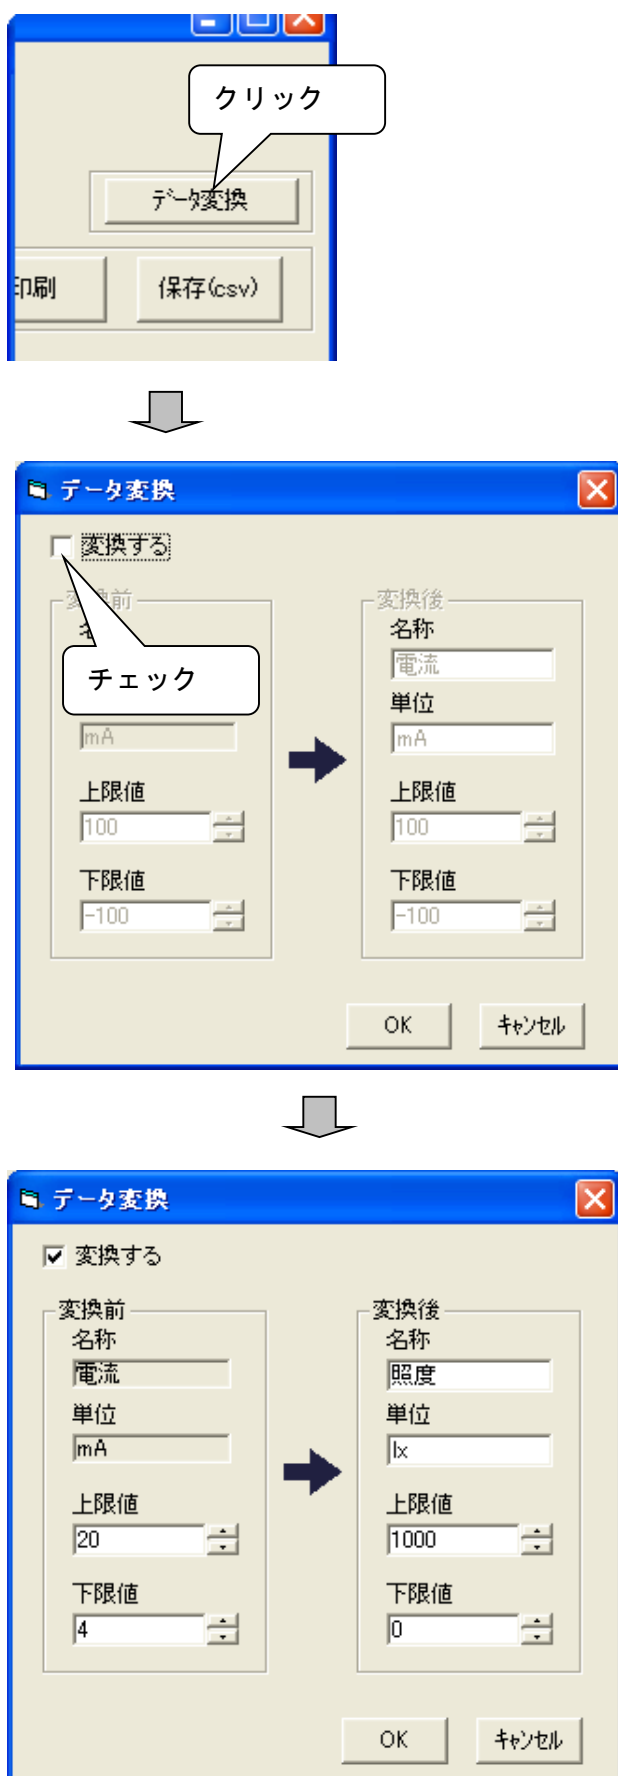 クリック
データ変換
印刷
保存(csv)
データ変換
変換する
変換前
チェック
mA
上限値
100
下限値
-100
変換後
名称
電流
単位
mA
上限値
100
下限値
-100
OK
キャンセル
データ変換
変換する
変換前
名称
電流
単位
mA
上限値
20
下限値
4
変換後
名称
照度
単位
lx
上限値
1000
下限値
0
OK
キャンセル